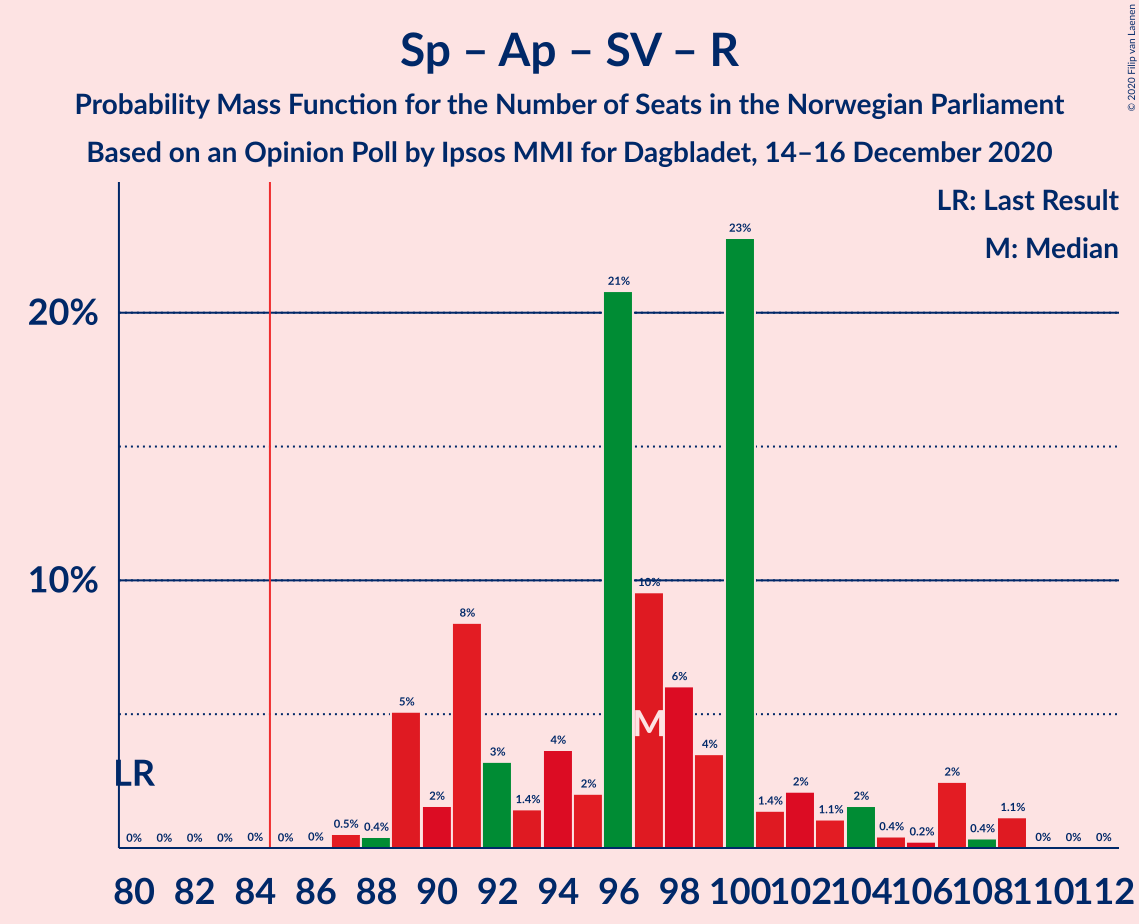 Sp – Ap – SV – R
Probability Mass Function for the Number of Seats in the Norwegian Parliament
Based on an Opinion Poll by Ipsos MMI for Dagbladet, 14–16 December 2020
© 2020 Filip van Laenen
LR: Last Result
M: Median
20%
10%
0% 0% 0% 0% 0% 0% 0% 0.5% 0.4% 5% 2% 8% 3% 1.4% 4% 2% 21% 10% 6% 4% 23% 1.4% 2% 1.1% 2% 0.4% 0.2% 2% 0.4% 1.1% 0% 0% 0%
LR
M
80 82 84 86 88 90 92 94 96 98 100 102 104 106 108 110 112